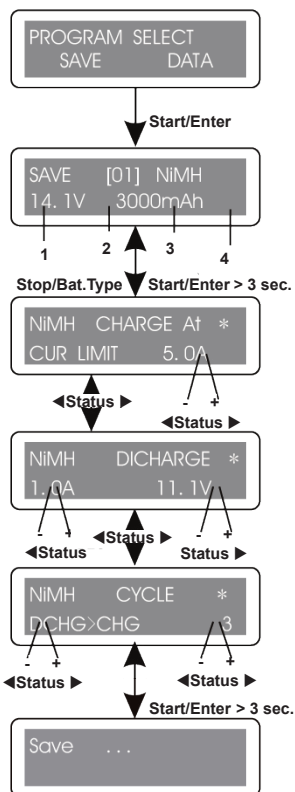 PROGRAM SELECT
SAVE DATA
Start/Enter
SAVE [01] NiMH
14. 1V 3000mAh
1 2 3 4
Stop/Bat.Type Start/Enter > 3 sec.
NiMH CHARGE At *
CUR LIMIT 5. 0A
◀Status ▶
- +
◀Status ▶
NiMH DICHARGE *
1. 0A 11. 1V
- + - +
◀Status ◀Status ▶ Status ▶
NiMH CYCLE *
DCHG>CHG 3
- + - +
◀Status ▶ ◀Status ▶
Start/Enter > 3 sec.
Save ...